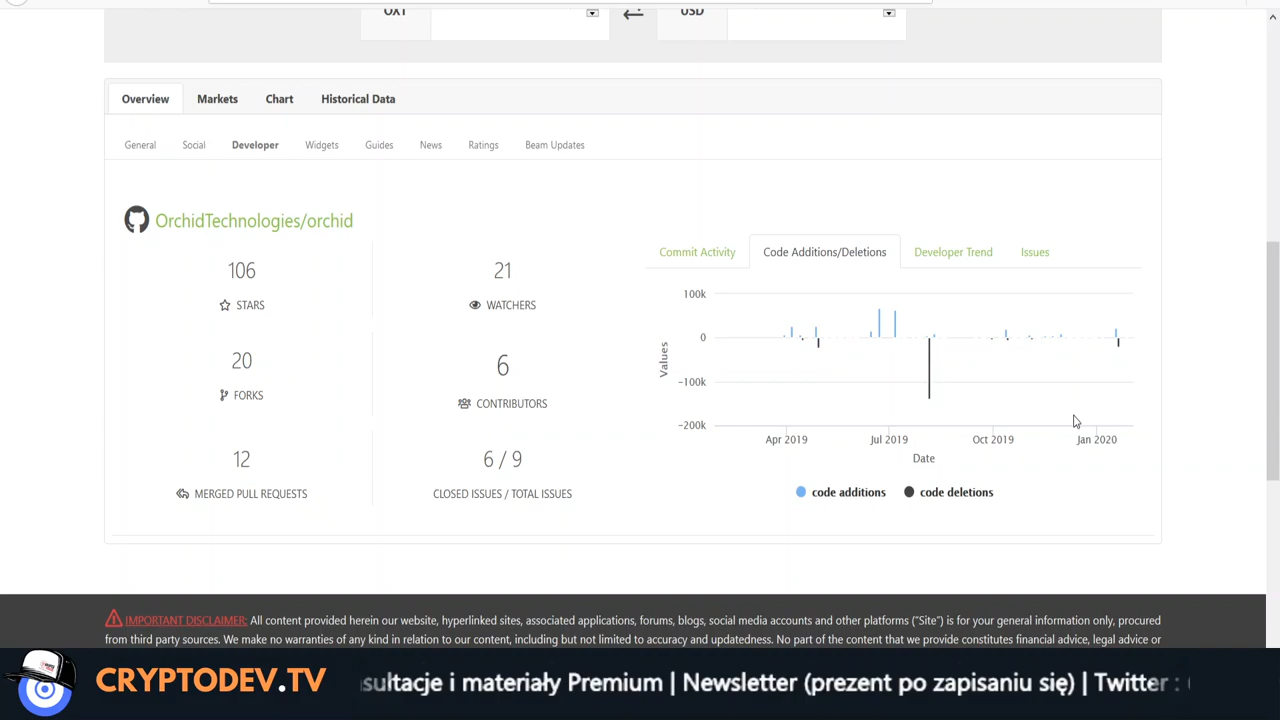 OXT USD
Overview Markets Chart Historical Data
General Social Developer Widgets Guides News Ratings Beam Updates
OrchidTechnologies/orchid
106
STARS
21
WATCHERS
20
FORKS
6
CONTRIBUTORS
12
MERGED PULL REQUESTS
6 / 9
CLOSED ISSUES / TOTAL ISSUES
Commit Activity Code Additions/Deletions Developer Trend Issues
100k
0
-100k
-200k
Values
Apr 2019 Jul 2019 Oct 2019 Jan 2020
Date
code additions code deletions
IMPORTANT DISCLAIMER: All content provided herein our website, hyperlinked sites, associated applications, forums, blogs, social media accounts and other platforms (“Site”) is for your general information only, procured
from third party sources. We make no warranties of any kind in relation to our content, including but not limited to accuracy and updatedness. No part of the content that we provide constitutes financial advice, legal advice or
CRYPTODEV.TV
sultacje i materiały Premium | Newsletter (prezent po zapisaniu się) | Twitter :